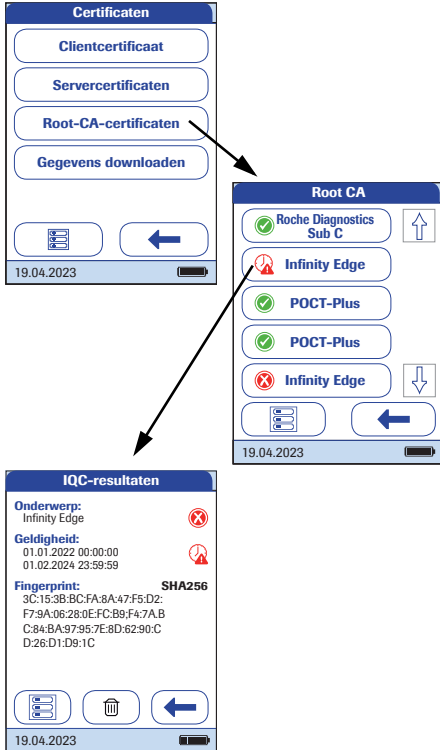 Certificaten
Clientcertificaat
Servercertificaten
Root-CA-certificaten
Gegevens downloaden
19.04.2023
Root CA
Roche Diagnostics
Sub C
Infinity Edge
POCT-Plus
POCT-Plus
Infinity Edge
19.04.2023
IQC-resultaten
Onderwerp:
Infinity Edge
Geldigheid:
01.01.2022 00:00:00
01.02.2024 23:59:59
Fingerprint: SHA256
3C:15:3B:BC:FA:8A:47:F5:D2:
F7:9A:06:28:0E:FC:B9;F4:7A.B
C:84:BA:97:95:7E:8D:62:90:C
D:26:D1:D9:1C
19.04.2023